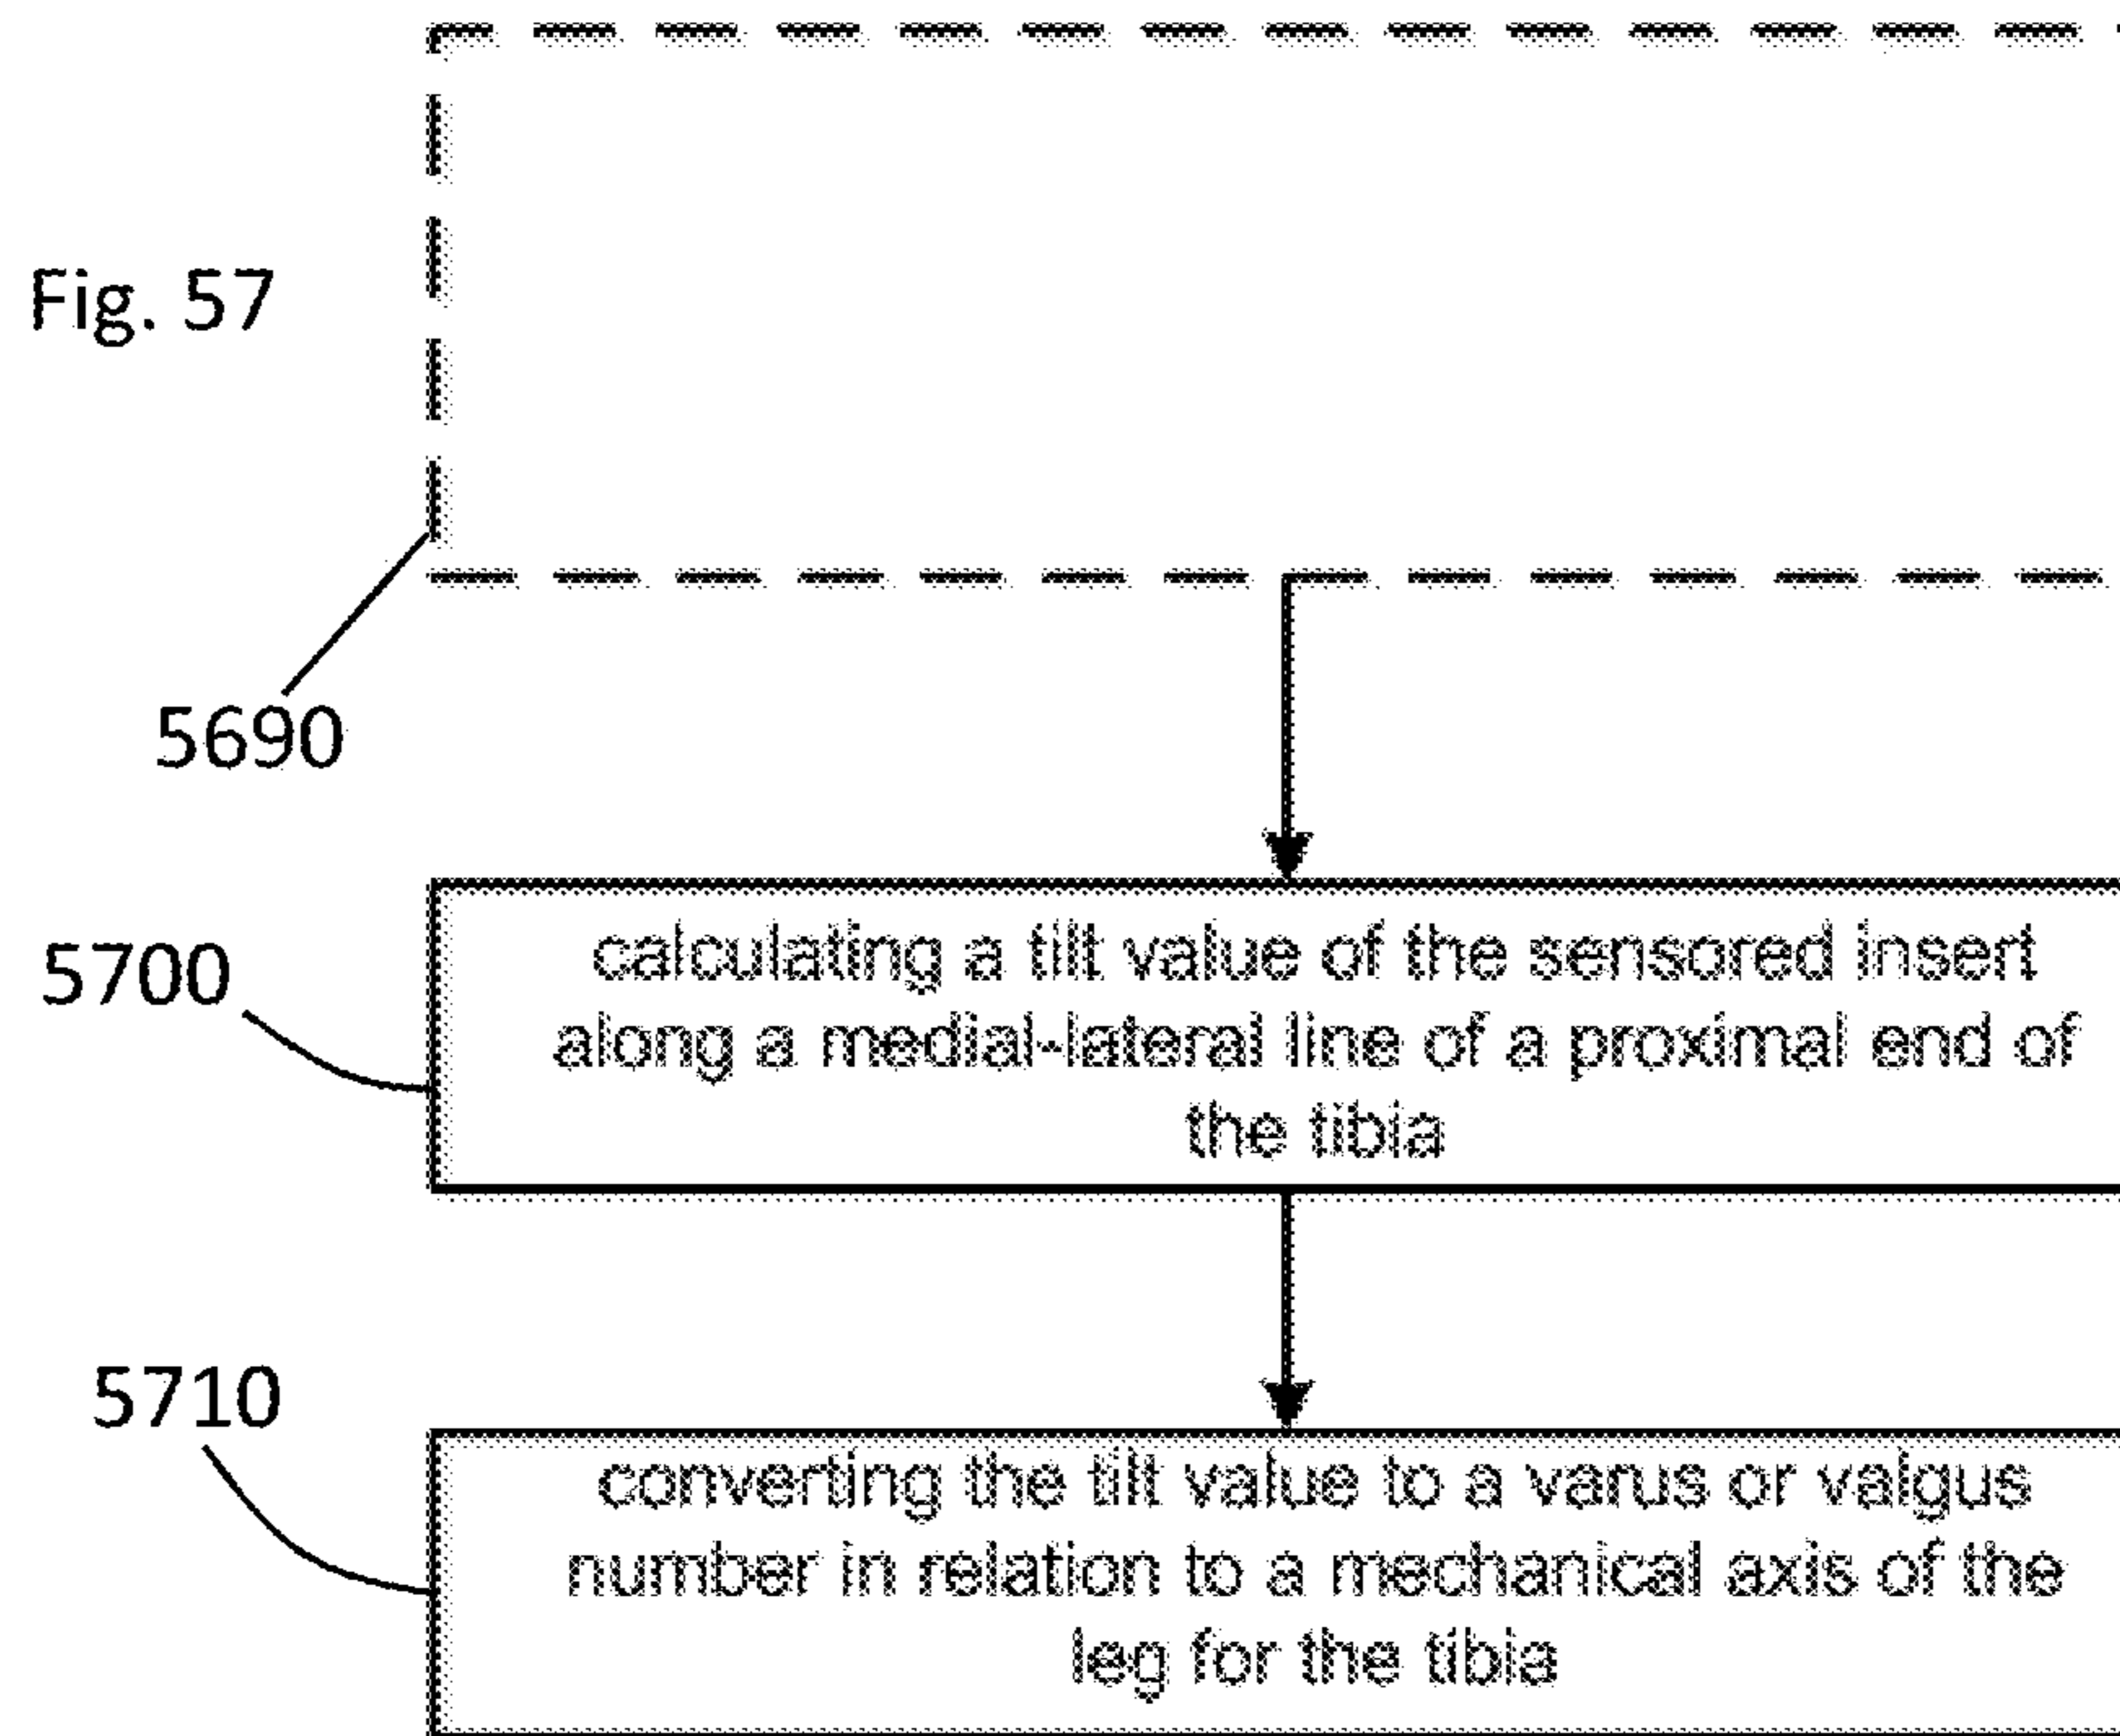 Fig. 57
5690
5700
calculating a tilt value of the sensored insert
along a medial-lateral line of a proximal end of
the tibia
5710
converting the tilt value to a varus or valgus
number in relation to a mechanical axis of the
leg for the tibia